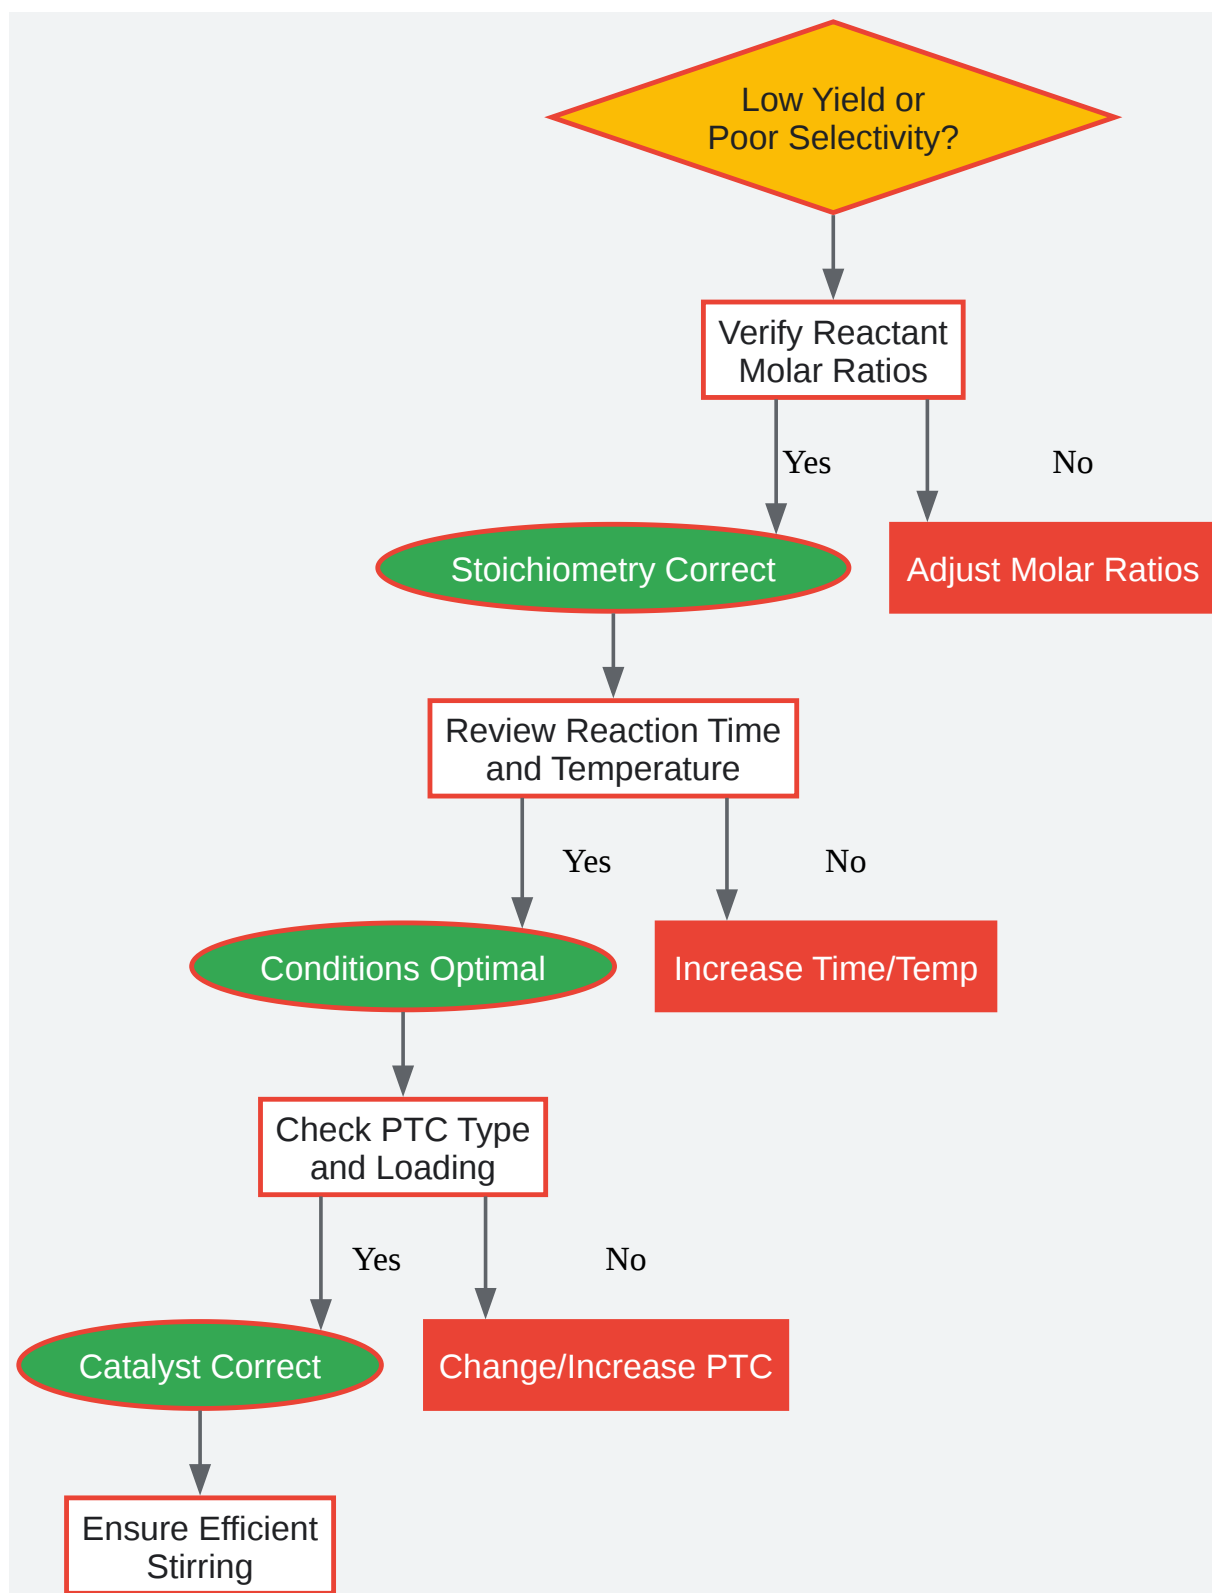 Low Yield or
Poor Selectivity?
Verify Reactant
Molar Ratios
Yes
No
Stoichiometry Correct
Adjust Molar Ratios
Review Reaction Time
and Temperature
Yes
No
Conditions Optimal
Increase Time/Temp
Check PTC Type
and Loading
Yes
No
Catalyst Correct
Change/Increase PTC
Ensure Efficient
Stirring